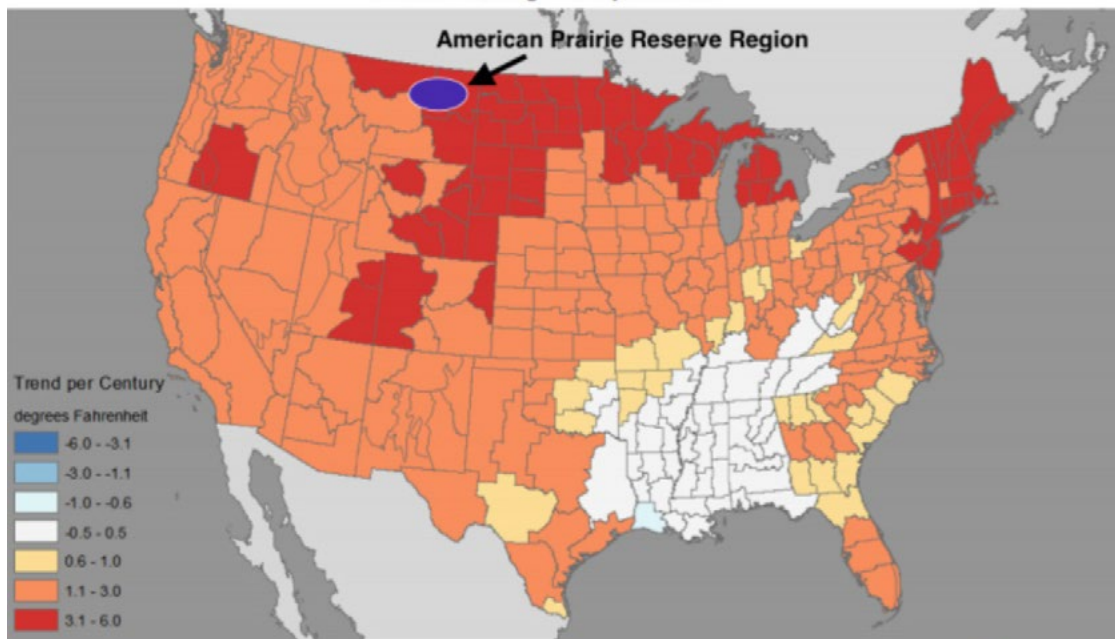 American Prairie Reserve Region
Trend per Century
degrees Fahrenheit
-6.0 - -3.1
-3.0 - -1.1
-1.0 - -0.6
-0.5 - 0.5
0.6 - 1.0
1.1 - 3.0
3.1 - 6.0